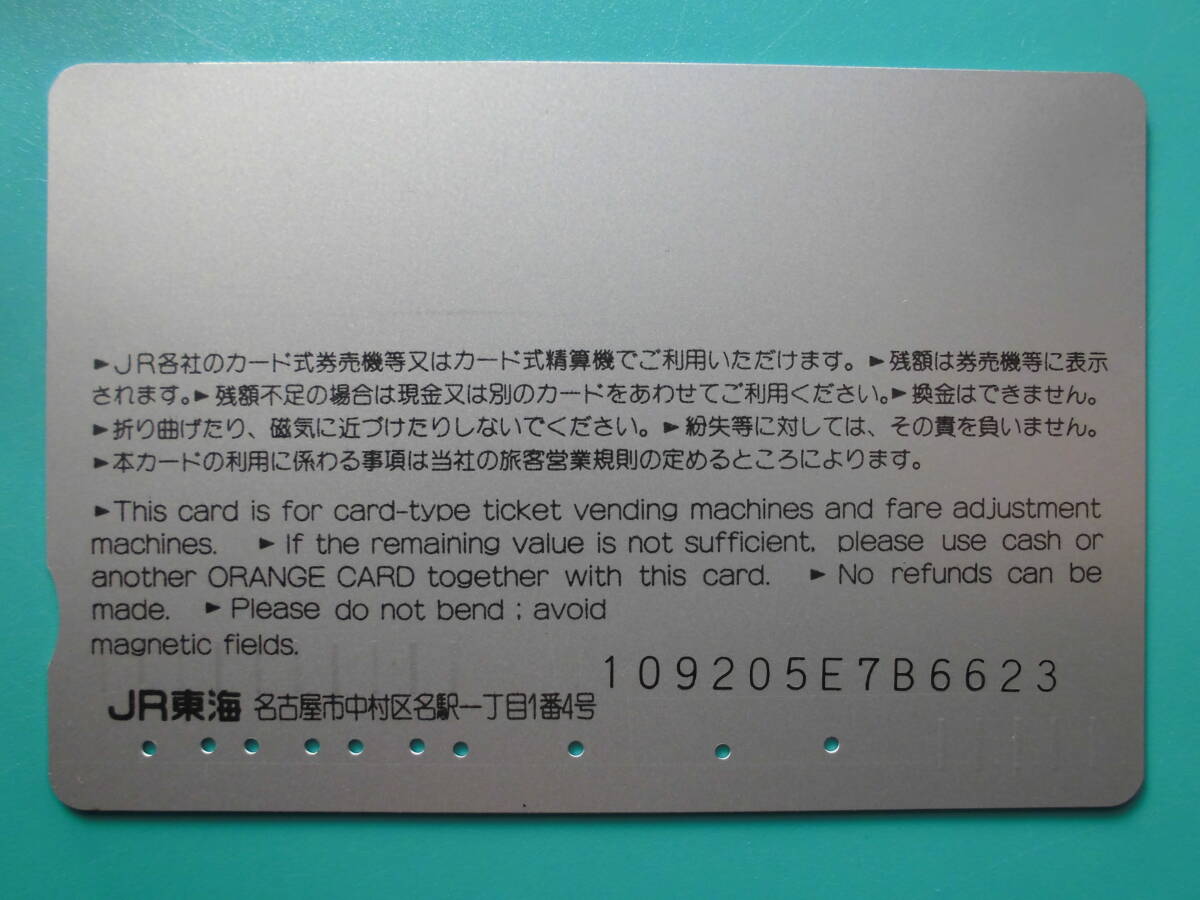 ►JR各社のカード式券売機等又はカード式精算機でご利用いただけます。►残額は券売機等に表示
されます。►残額不足の場合は現金又は別のカードをあわせてご利用ください。►換金はできません。
►折り曲げたり、磁気に近づけたりしないでください。►紛失等に対しては、その責を負いません。
►本カードの利用に係わる事項は当社の旅客営業規則の定めるところによります。
►This card is for card-type ticket vending machines and fare adjustment
machines. ►If the remaining value is not sufficient, please use cash or
another ORANGE CARD together with this card. ►No refunds can be
made. ►Please do not bend ; avoid
magnetic fields.
109205E7B6623
JR東海 名古屋市中村区名駅一丁目1番4号